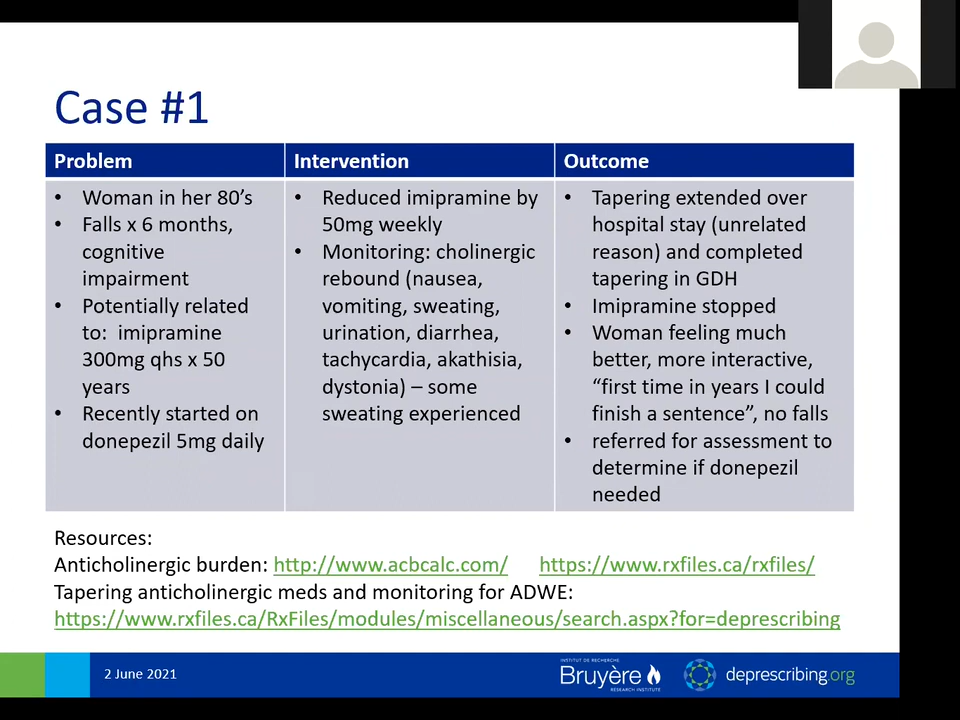 Case #1
Problem
• Woman in her 80's
• Falls x 6 months,
cognitive
impairment
• Potentially related
to:  imipramine
300mg qhs x 50
years
• Recently started on
donepezil 5mg daily
Intervention
• Reduced imipramine by
50mg weekly
• Monitoring: cholinergic
rebound (nausea,
vomiting, sweating,
urination, diarrhea,
tachycardia, akathisia,
dystonia) – some
sweating experienced
Outcome
• Tapering extended over
hospital stay (unrelated
reason) and completed
tapering in GDH
• Imipramine stopped
• Woman feeling much
better, more interactive,
“first time in years I could
finish a sentence”, no falls
• referred for assessment to
determine if donepezil
needed
Resources:
Anticholinergic burden: http://www.acbcalc.com/ https://www.rxfiles.ca/rxfiles/
Tapering anticholinergic meds and monitoring for ADWE:
https://www.rxfiles.ca/RxFiles/modules/miscellaneous/search.aspx?for=deprescribing
2 June 2021
INSTITUT DE RECHERCHE
Bruyère
RESEARCH INSTITUTE
deprescribing.org